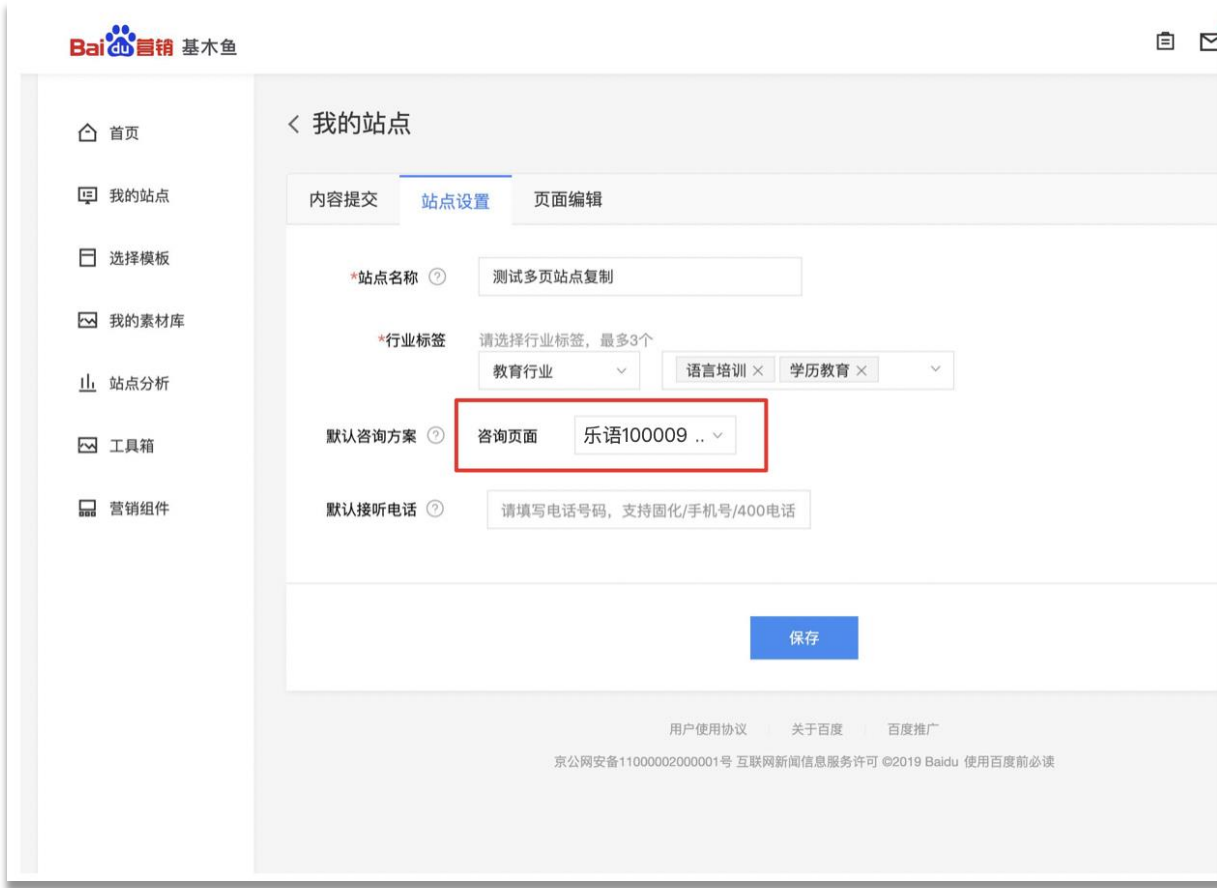 Baidu营销 基木鱼
首页
我的站点
选择模板
我的素材库
站点分析
工具箱
营销组件
我的站点
内容提交 站点设置 页面编辑
*站点名称 ? 测试多页站点复制
*行业标签 请选择行业标签，最多3个
教育行业 语言培训 × 学历教育 ×
默认咨询方案 ? 咨询页面 乐语100009 ..
默认接听电话 ? 请填写电话号码，支持固化/手机号/400电话
保存
用户使用协议 关于百度 百度推广
京公网安备11000002000001号 互联网新闻信息服务许可 ©2019 Baidu 使用百度前必读